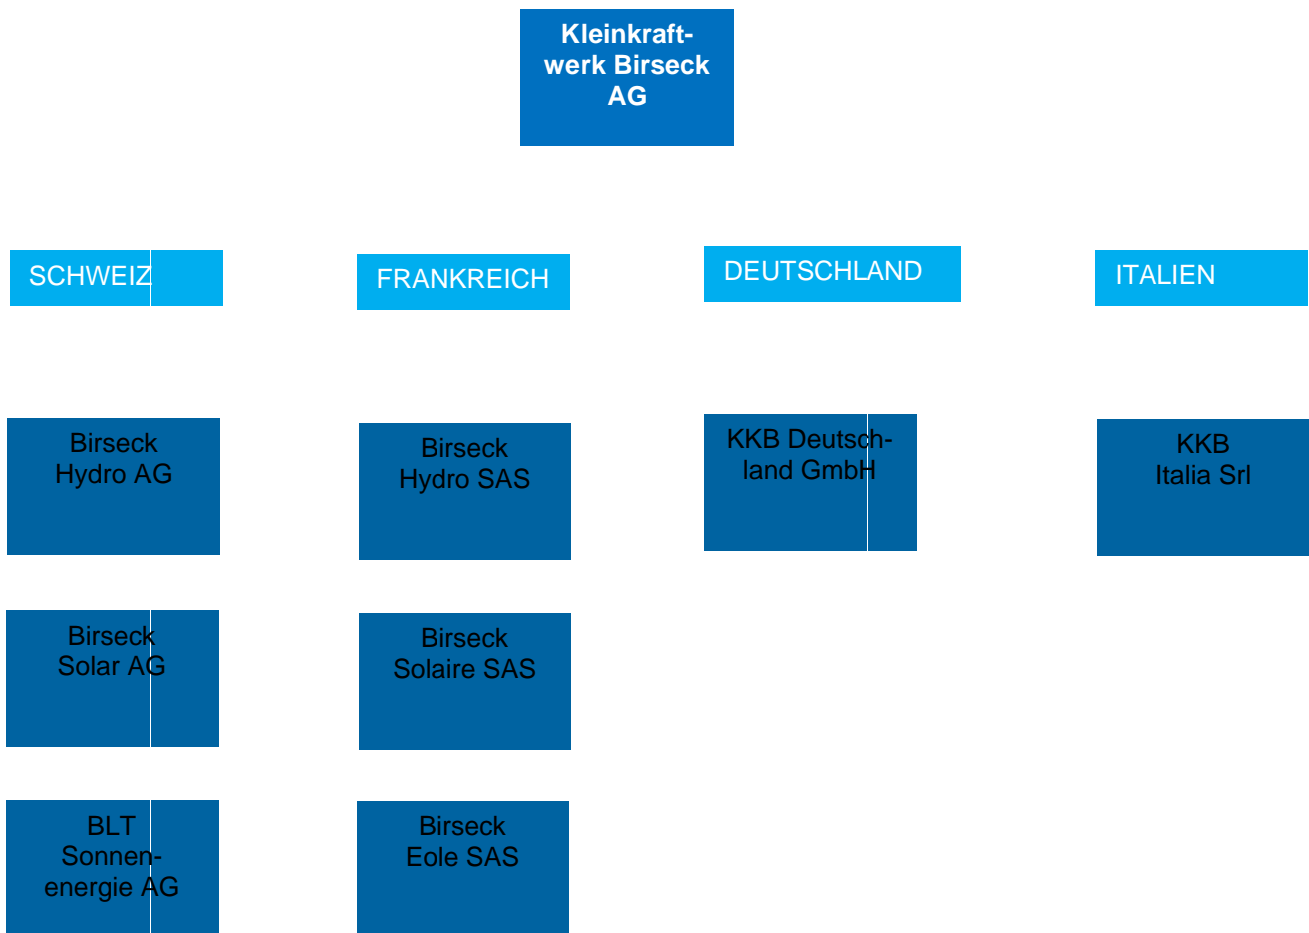 Kleinkraft-
werk Birseck
AG
SCHWEIZ
FRANKREICH
DEUTSCHLAND
ITALIEN
Birseck
Hydro AG
Birseck
Hydro SAS
KKB Deutsch-
land GmbH
KKB
Italia Srl
Birseck
Solar AG
Birseck
Solaire SAS
BLT
Sonnen-
energie AG
Birseck
Eole SAS